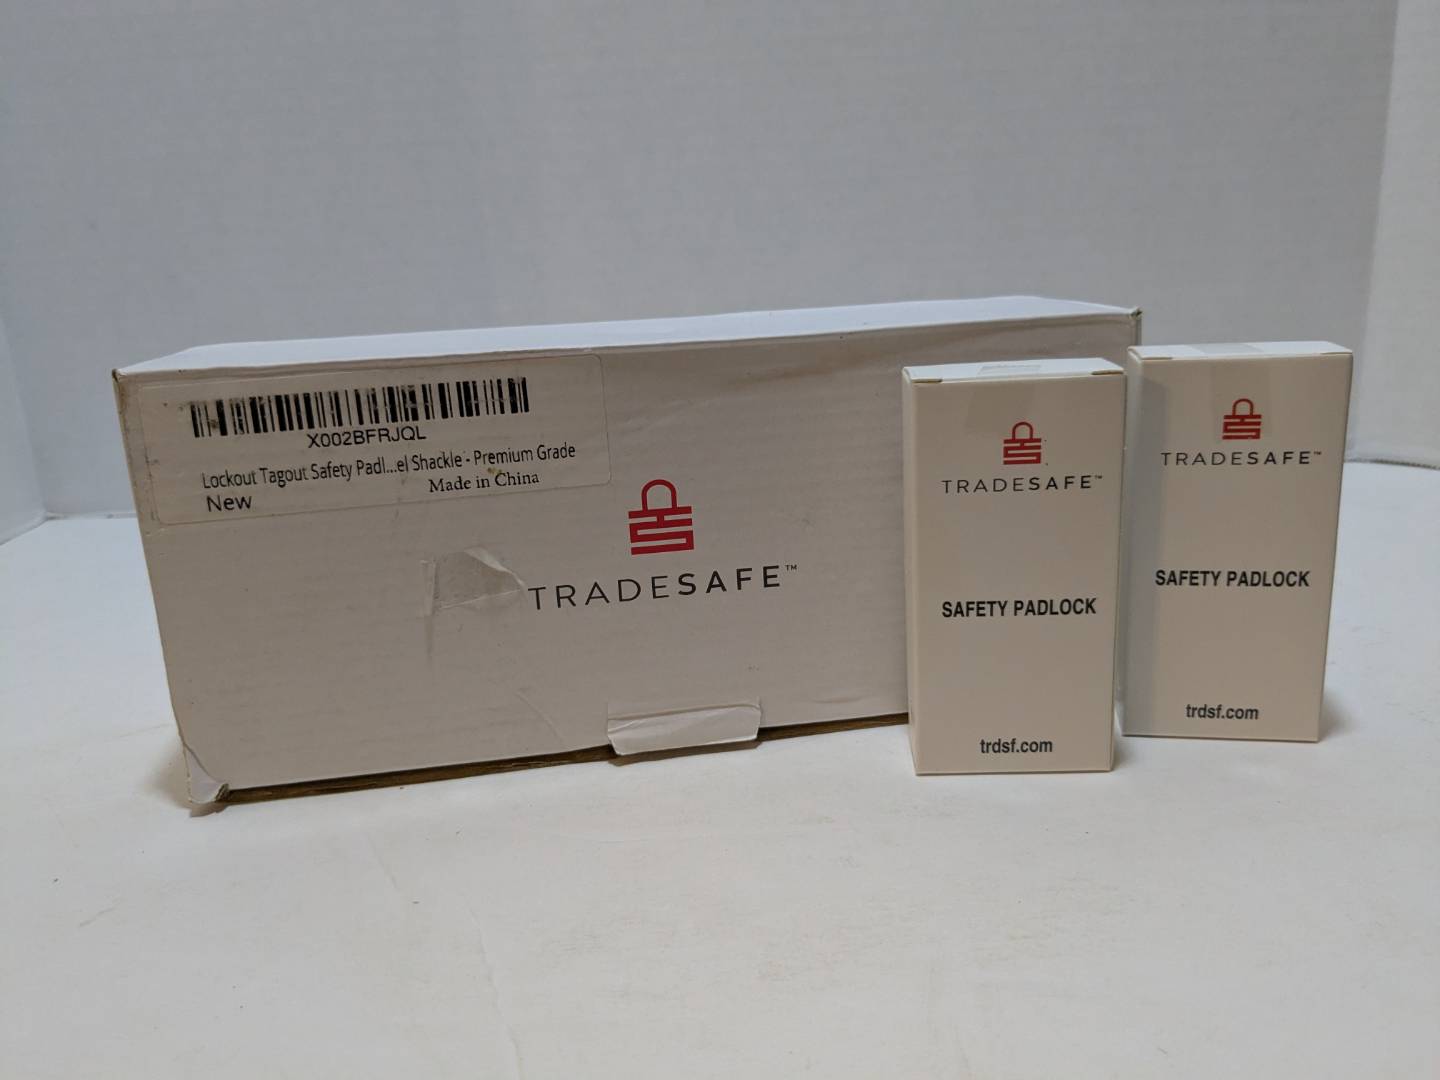 X002BFRJQL
Lockout Tagout Safety Padl...el Shackle - Premium Grade
New
Made in China
TRADESAFE™
TRADESAFE™
SAFETY PADLOCK
trdsf.com
TRADESAFE™
SAFETY PADLOCK
trdsf.com